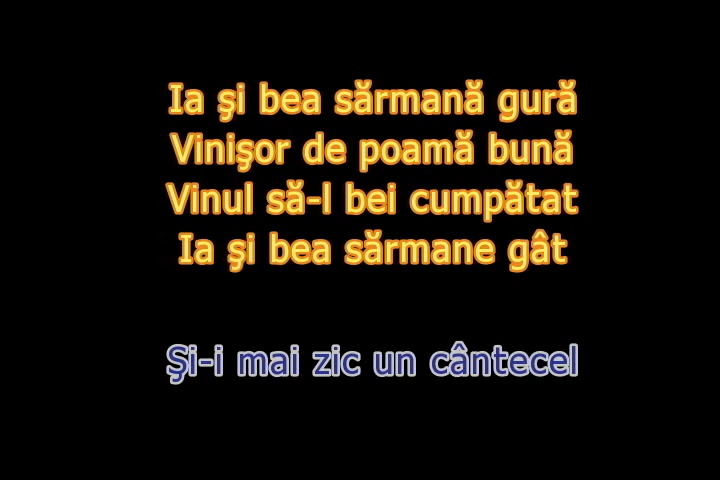 Ia şi bea sărmană gură
Vinişor de poamă bună
Vinul să-l bei cumpătat
Ia şi bea sărmane gât
Şi-i mai zic un cântecel